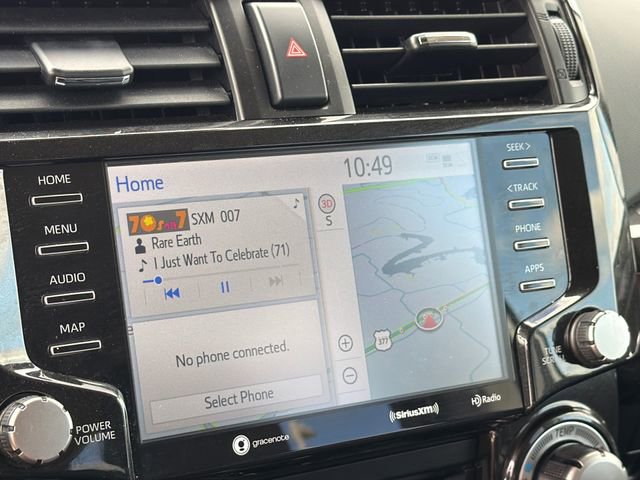 10:49
HOME
MENU
AUDIO
MAP
POWER
VOLUME
Home
70s on 7
SXM 007
Rare Earth
I Just Want To Celebrate (71)
No phone connected.
Select Phone
3D
S
377
SEEK >
< TRACK
PHONE
APPS
TUNE
gracenote
SiriusXM
HD Radio
TEMP